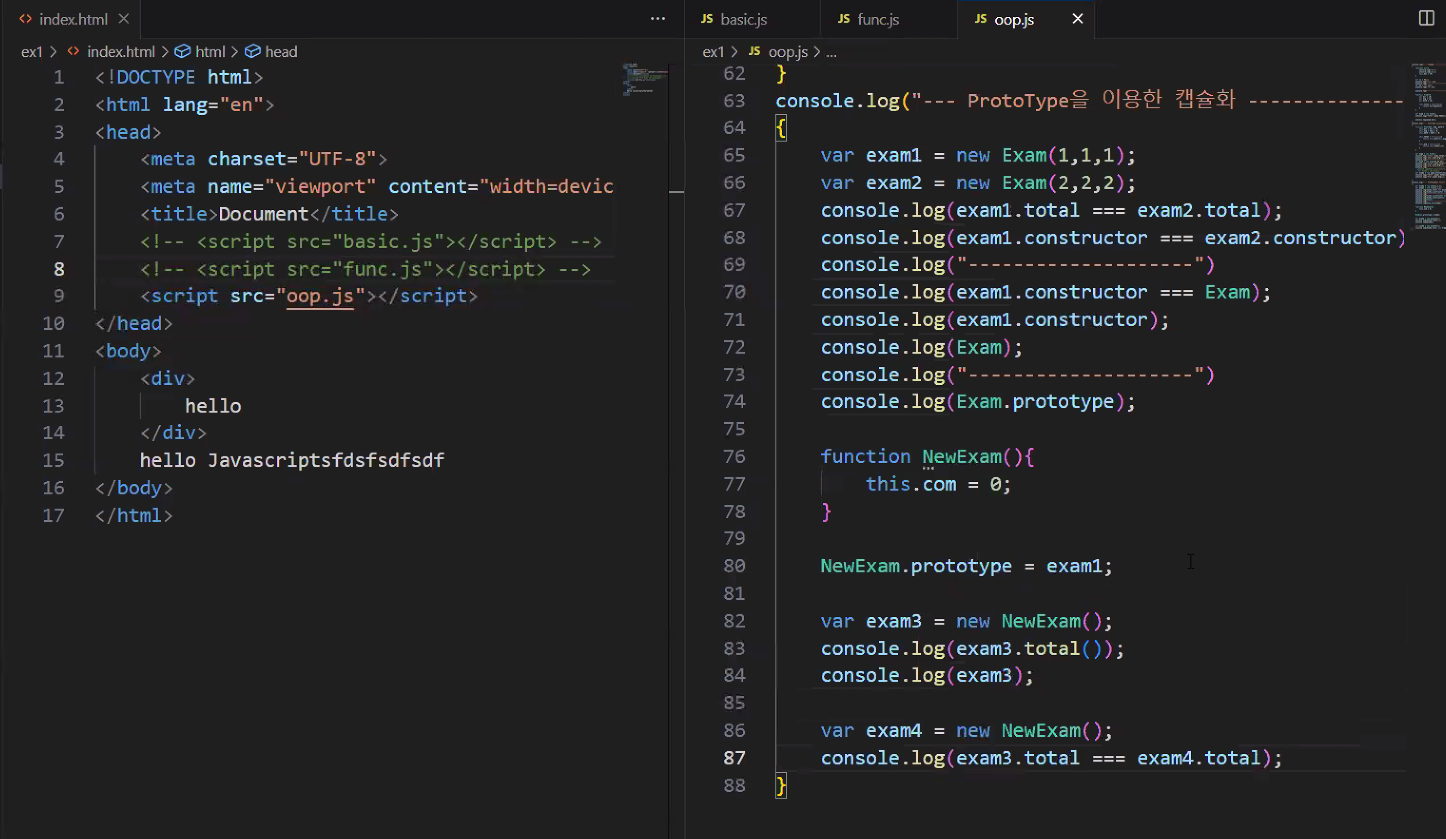 index.html
ex1 > index.html > html > head
1 <!DOCTYPE html>
2 <html lang="en">
3 <head>
4 <meta charset="UTF-8">
5 <meta name="viewport" content="width=devic
6 <title>Document</title>
7 <!-- <script src="basic.js"></script> -->
8 <!-- <script src="func.js"></script> -->
9 <script src="oop.js"></script>
10 </head>
11 <body>
12 <div>
13 hello
14 </div>
15 hello Javascriptsfdsfsdfsdf
16 </body>
17 </html>
JS basic.js JS func.js JS oop.js
ex1 > JS oop.js > ...
62 }
63 console.log("--- ProtoType을 이용한 캡슐화 --------------
64 {
65 var exam1 = new Exam(1,1,1);
66 var exam2 = new Exam(2,2,2);
67 console.log(exam1.total === exam2.total);
68 console.log(exam1.constructor === exam2.constructor)
69 console.log("--------------------")
70 console.log(exam1.constructor === Exam);
71 console.log(exam1.constructor);
72 console.log(Exam);
73 console.log("--------------------")
74 console.log(Exam.prototype);
75
76 function NewExam(){
77 this.com = 0;
78 }
79
80 NewExam.prototype = exam1;
81
82 var exam3 = new NewExam();
83 console.log(exam3.total());
84 console.log(exam3);
85
86 var exam4 = new NewExam();
87 console.log(exam3.total === exam4.total);
88 }